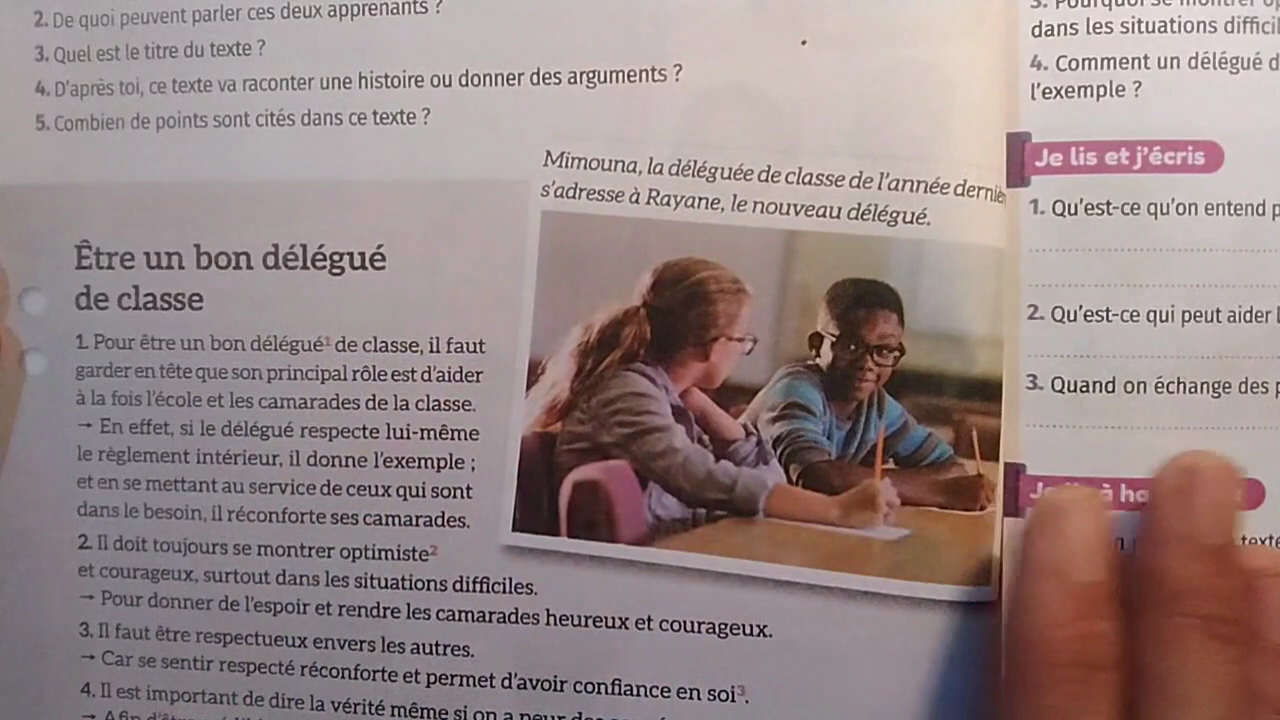 2. De quoi peuvent parler ces deux apprenants ?
3. Quel est le titre du texte ?
4. D'après toi, ce texte va raconter une histoire ou donner des arguments ?
5. Combien de points sont cités dans ce texte ?
Mimouna, la déléguée de classe de l'année
s'adresse à Rayane, le nouveau délégué.
Être un bon délégué
de classe
1. Pour être un bon délégué¹ de classe, il faut
garder en tête que son principal rôle est d'aider
à la fois l'école et les camarades de la classe.
→ En effet, si le délégué respecte lui-même
le règlement intérieur, il donne l'exemple ;
et en se mettant au service de ceux qui sont
dans le besoin, il réconforte ses camarades.
2. Il doit toujours se montrer optimiste²
et courageux, surtout dans les situations difficiles.
→ Pour donner de l'espoir et rendre les camarades heureux et courageux.
3. Il faut être respectueux envers les autres.
→ Car se sentir respecté réconforte et permet d'avoir confiance en soi³.
4. Il est important de dire la vérité même si on a peur
dans les situations
4. Comment un délégué
l'exemple ?
Je lis et j'écris
1. Qu'est-ce qu'on entend
2. Qu'est-ce qui peut aider
3. Quand on échange des
texte